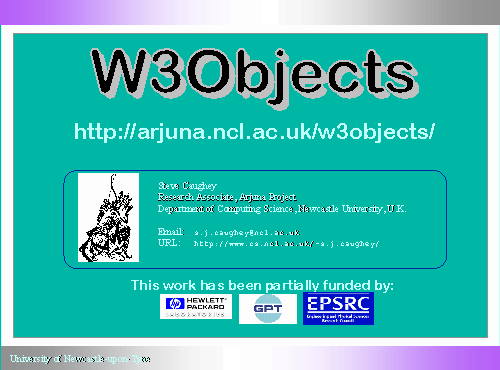 W3Objects
http://arjuna.ncl.ac.uk/w3objects/
Steve Caughey
Research Associate, Arjuna Project
Department of Computing Science, Newcastle University, U.K.
Email: s.j.caughey@ncl.ac.uk
URL: http://www.cs.ncl.ac.uk/~s.j.caughey/
This work has been partially funded by:
hp HEWLETT PACKARD
LABORATORIES
GPT
EPSRC
Engineering and Physical Sciences
Research Council
University of Newcastle upon Tyne